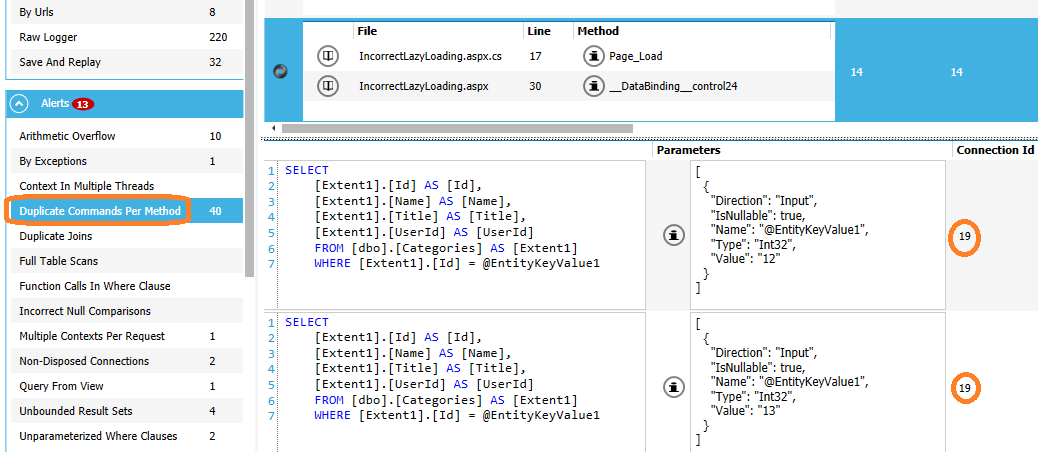 By Urls 8
Raw Logger 220
Save And Replay 32
Alerts 13
Arithmetic Overflow 10
By Exceptions 1
Context In Multiple Threads
Duplicate Commands Per Method 40
Duplicate Joins
Full Table Scans
Function Calls In Where Clause
Incorrect Null Comparisons
Multiple Contexts Per Request 1
Non-Disposed Connections 2
Query From View 1
Unbounded Result Sets 4
Unparameterized Where Clauses 2
File Line Method
IncorrectLazyLoading.aspx.cs 17 Page_Load
IncorrectLazyLoading.aspx 30 __DataBinding__control24
14 14
Parameters Connection Id
1 SELECT
2 [Extent1].[Id] AS [Id],
3 [Extent1].[Name] AS [Name],
4 [Extent1].[Title] AS [Title],
5 [Extent1].[UserId] AS [UserId]
6 FROM [dbo].[Categories] AS [Extent1]
7 WHERE [Extent1].[Id] = @EntityKeyValue1
[
{
"Direction": "Input",
"IsNullable": true,
"Name": "@EntityKeyValue1",
"Type": "Int32",
"Value": "12"
}
]
19
1 SELECT
2 [Extent1].[Id] AS [Id],
3 [Extent1].[Name] AS [Name],
4 [Extent1].[Title] AS [Title],
5 [Extent1].[UserId] AS [UserId]
6 FROM [dbo].[Categories] AS [Extent1]
7 WHERE [Extent1].[Id] = @EntityKeyValue1
[
{
"Direction": "Input",
"IsNullable": true,
"Name": "@EntityKeyValue1",
"Type": "Int32",
"Value": "13"
}
]
19